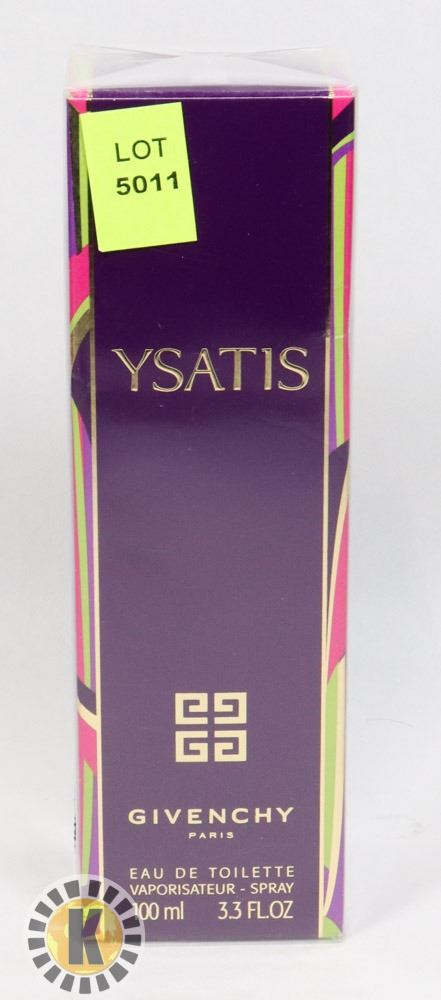 LOT
5011
YSATIS
GIVENCHY
PARIS
EAU DE TOILETTE
VAPORISATEUR - SPRAY
100 ml 3.3 FL.OZ
K